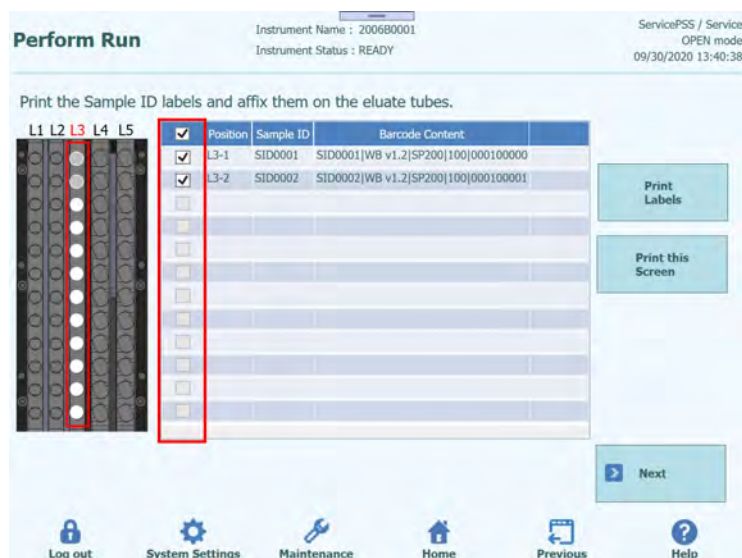 Perform Run
Instrument Name : 200680001
Instrument Status : READY
ServicePSS / Service
OPEN mode
09/30/2020 13:40:38
Print the Sample ID labels and affix them on the eluate tubes.
L1 L2 L3 L4 L5
Position Sample ID Barcode Content
L3-1 SID0001 SID0001|WB v1.2|SP200|100|000100000
L3-2 SID0002 SID0002|WB v1.2|SP200|100|000100001
Print Labels
Print this Screen
Next
Log out System Settings Maintenance Home Previous Help